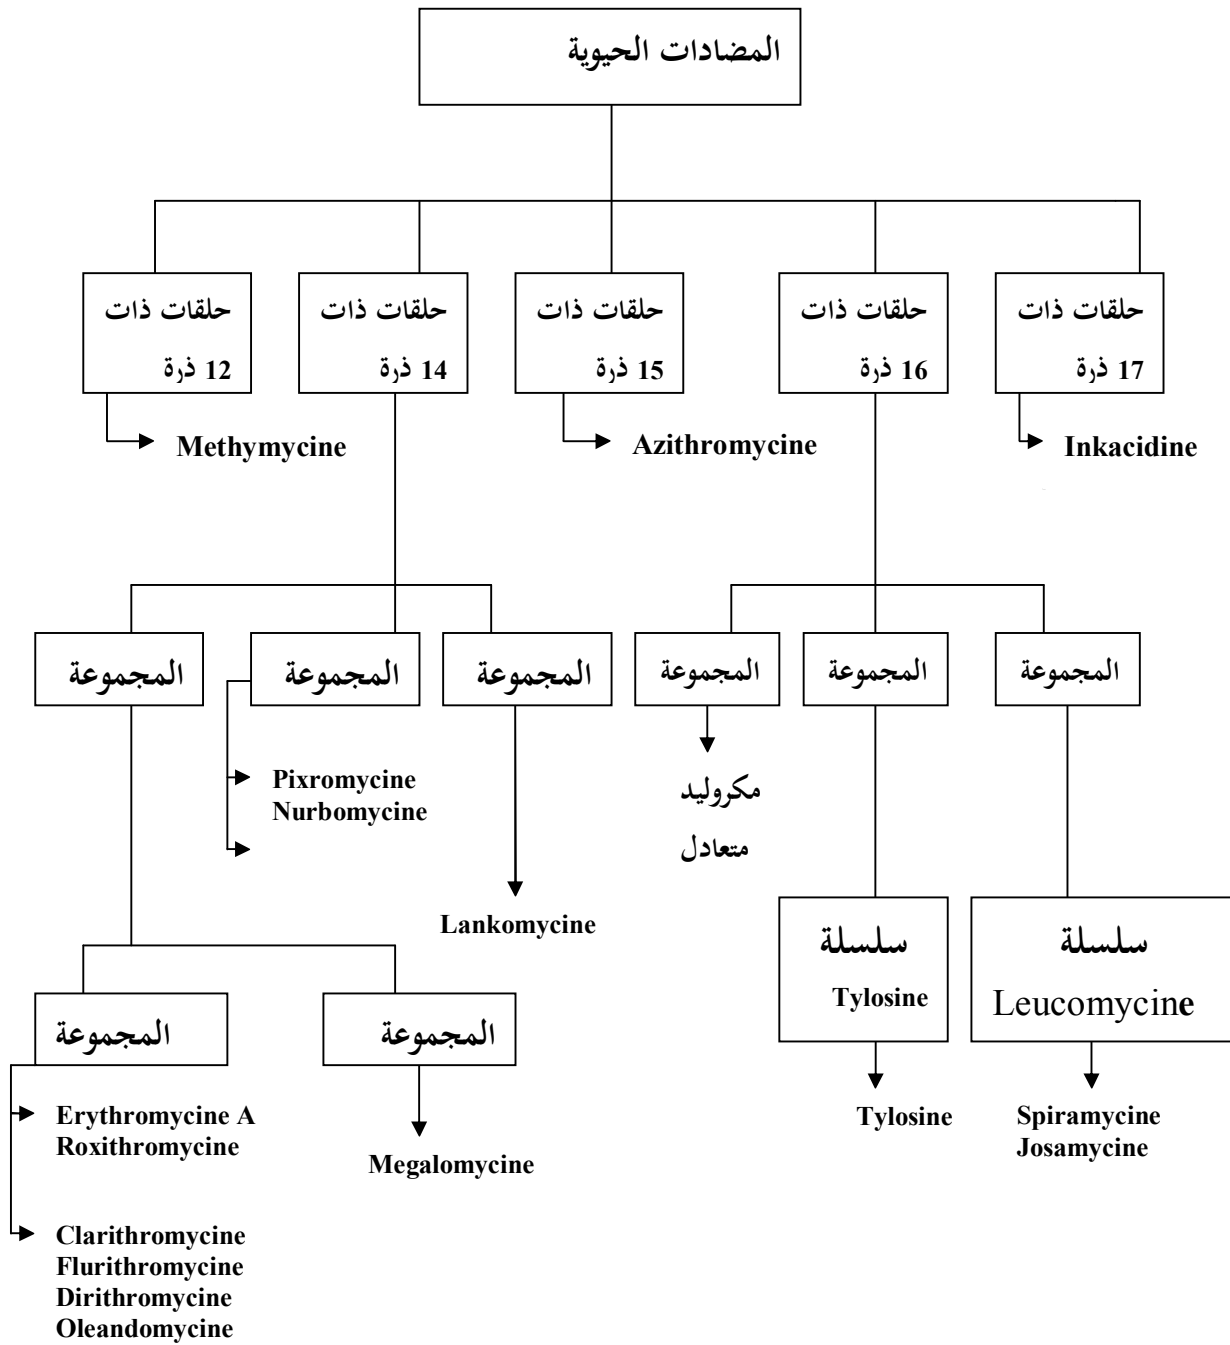 المضادات الحيوية
حلقات ذات
12 ذرة
حلقات ذات
14 ذرة
حلقات ذات
15 ذرة
حلقات ذات
16 ذرة
حلقات ذات
17 ذرة
Methymycine
Azithromycine
Inkacidine
المجموعة
المجموعة
المجموعة
المجموعة
المجموعة
المجموعة
Pixromycine
Nurbomycine
مكروليد
متعادل
Lankomycine
سلسلة
Tylosine
سلسلة
Leucomycine
المجموعة
المجموعة
Erythromycine A
Roxithromycine
Megalomycine
Tylosine
Spiramycine
Josamycine
Clarithromycine
Flurithromycine
Dirithromycine
Oleandomycine